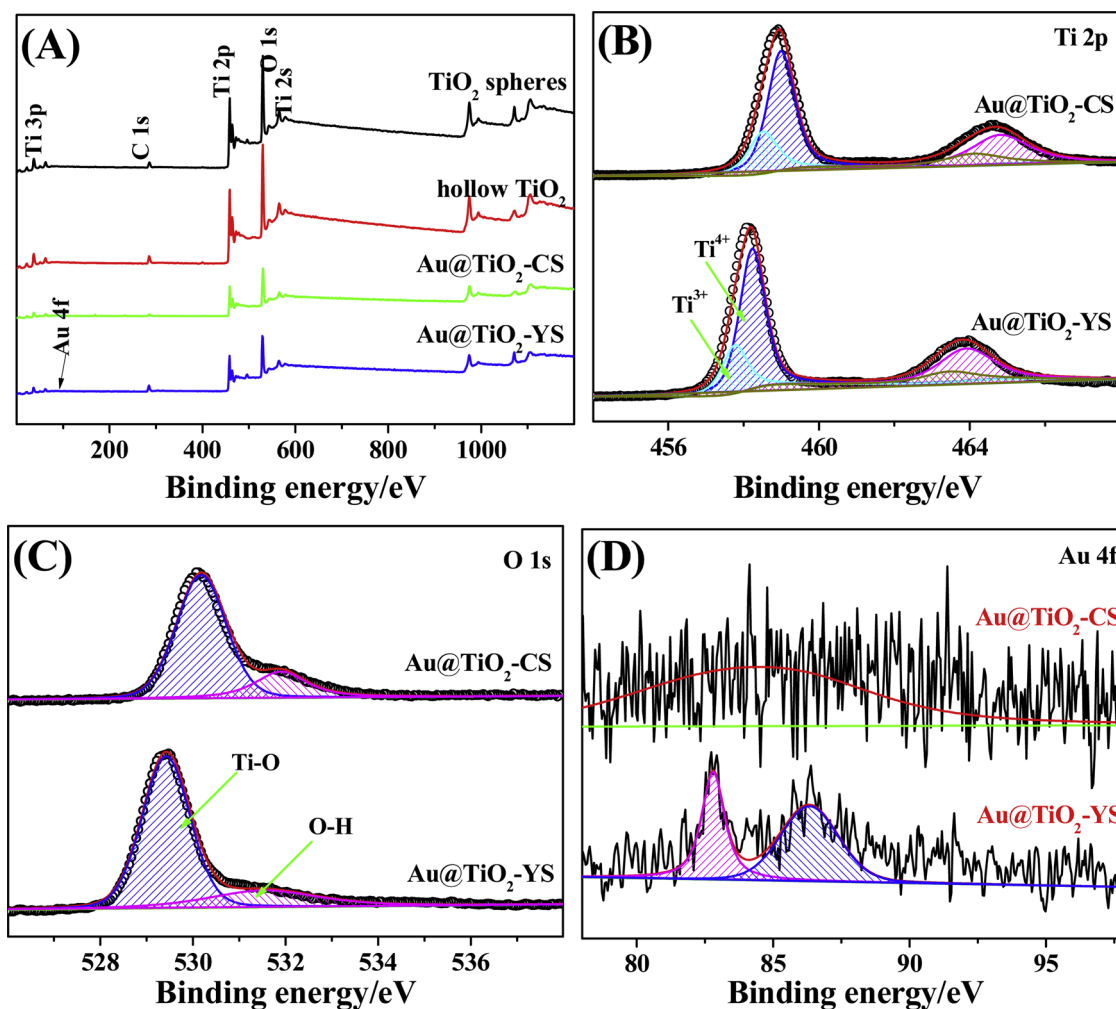 (A)
Ti 3p
C 1s
Ti 2p
O 1s
Ti 2s
TiO₂ spheres
hollow TiO₂
Au@TiO₂-CS
Au 4f
Au@TiO₂-YS
200 400 600 800 1000
Binding energy/eV
(B)
Ti 2p
Au@TiO₂-CS
Ti⁴⁺
Ti³⁺
Au@TiO₂-YS
456 460 464
Binding energy/eV
(C)
O 1s
Au@TiO₂-CS
Ti-O
O-H
Au@TiO₂-YS
528 530 532 534 536
Binding energy/eV
(D)
Au 4f
Au@TiO₂-CS
Au@TiO₂-YS
80 85 90 95
Binding energy/eV